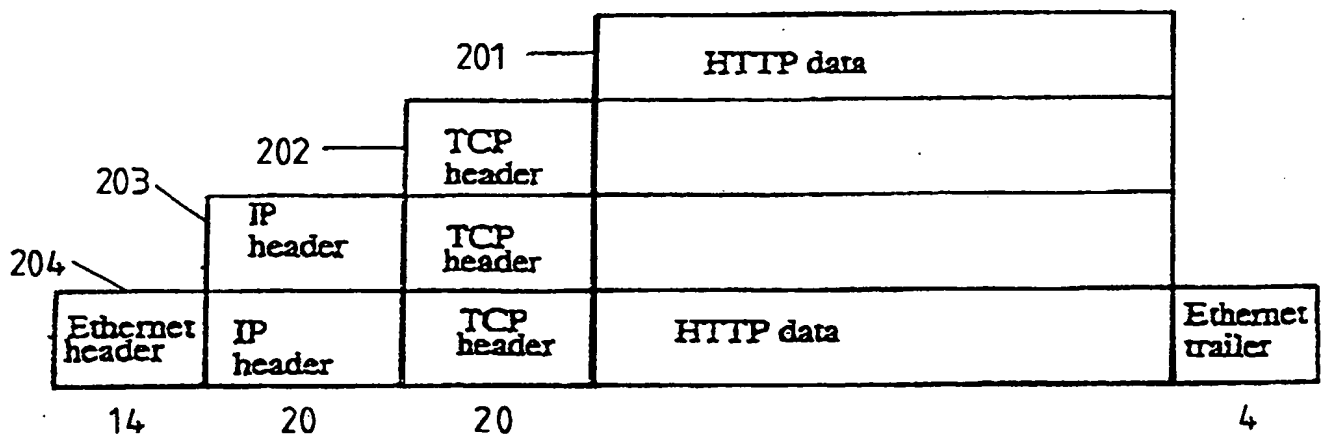 201
HTTP data
202
TCP
header
203
IP
header
TCP
header
204
Ethernet
header
IP
header
TCP
header
HTTP data
Ethernet
trailer
14
20
20
4